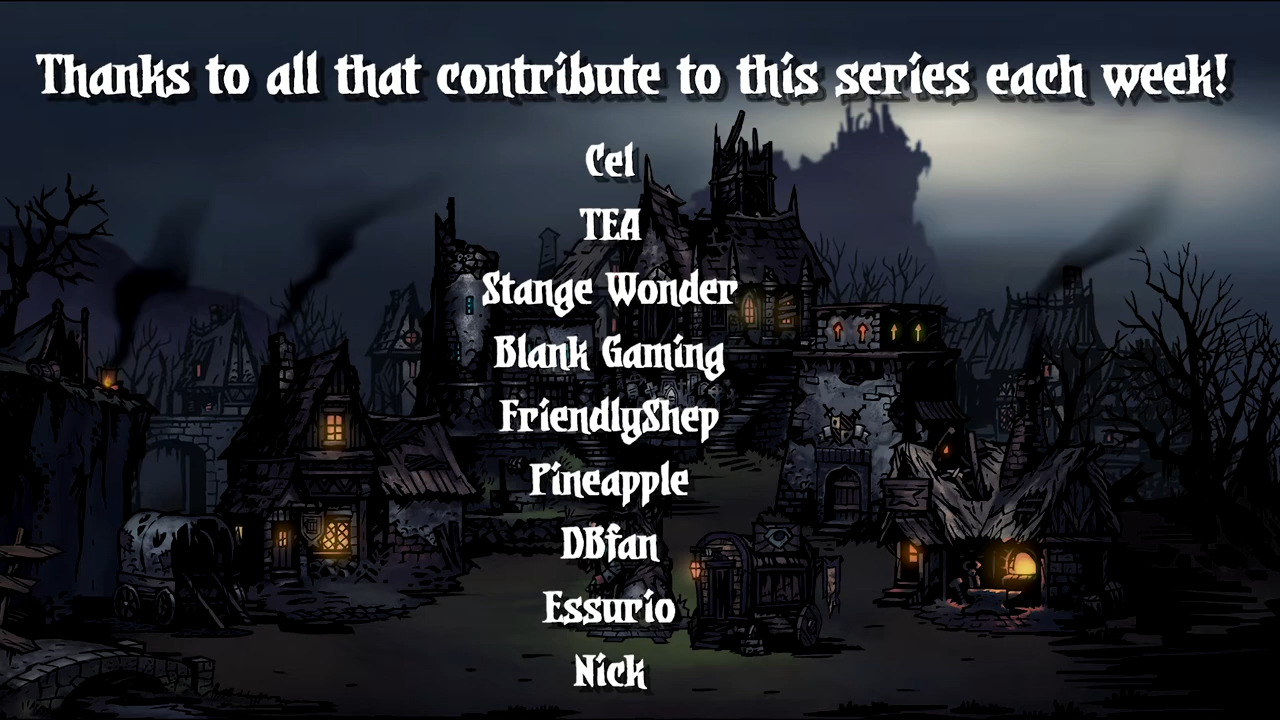 Thanks to all that contribute to this series each week!
Cel
TEA
Stange Wonder
Blank Gaming
FriendlyShep
Pineapple
DBfan
Essurio
Nick